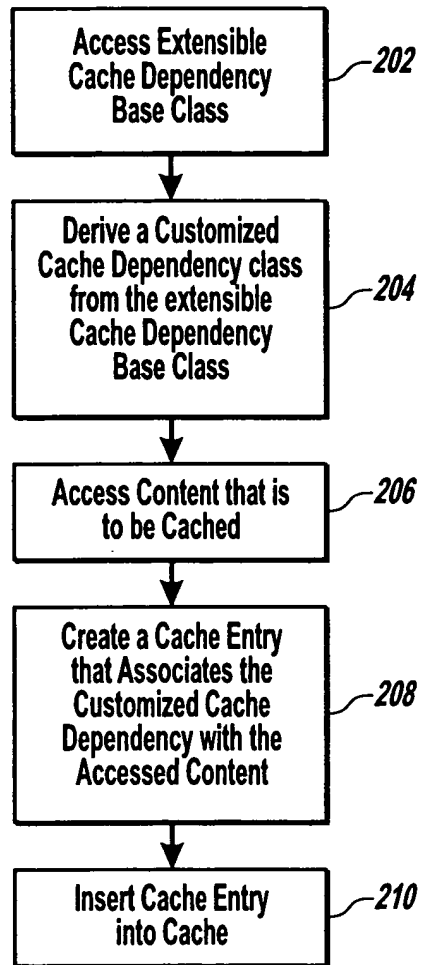 Access Extensible
Cache Dependency
Base Class
202
Derive a Customized
Cache Dependency class
from the extensible
Cache Dependency
Base Class
204
Access Content that is
to be Cached
206
Create a Cache Entry
that Associates the
Customized Cache
Dependency with the
Accessed Content
208
Insert Cache Entry
into Cache
210